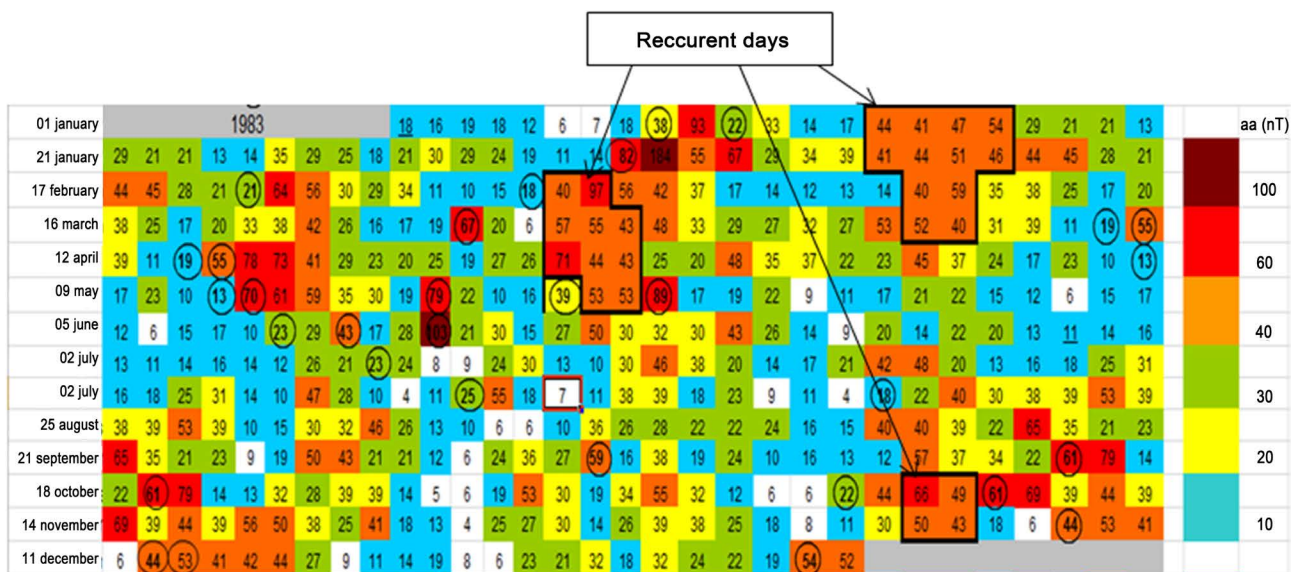 Reccurent days
01 january 1983 18 16 19 18 12 6 7 18 38 93 22 33 14 17 44 41 47 54 29 21 21 13 aa (nT)
21 january 29 21 21 13 14 35 29 25 18 21 30 29 24 19 11 14 82 184 55 67 29 34 39 41 44 51 46 44 45 28 21
17 february 44 45 28 21 21 64 56 30 29 34 11 10 15 18 40 97 56 42 37 17 14 12 13 14 40 59 35 38 25 17 20 100
16 march 38 25 17 20 33 38 42 26 16 17 19 67 20 6 57 55 43 48 33 29 27 32 27 53 52 40 31 39 11 19 55
12 april 39 11 19 55 78 73 41 29 23 20 25 19 27 26 71 44 43 25 20 48 35 37 22 23 45 37 24 17 23 10 13 60
09 may 17 23 10 13 70 61 59 35 30 19 79 22 10 16 39 53 53 89 17 19 22 9 11 17 21 22 15 12 6 15 17
05 june 12 6 15 17 10 23 29 43 17 28 103 21 30 15 27 50 30 32 30 43 26 14 9 20 14 22 20 13 11 14 16 40
02 july 13 11 14 16 14 12 26 21 23 24 8 9 24 30 13 10 30 46 38 20 14 17 21 42 48 20 13 16 18 25 31
02 july 16 18 25 31 14 10 47 28 10 4 11 25 55 18 7 11 38 39 18 23 9 11 4 18 22 40 30 38 39 53 39 30
25 august 38 39 53 39 10 15 30 32 46 26 13 10 6 6 10 36 26 28 22 22 24 16 15 40 40 39 22 65 35 21 23
21 september 65 35 21 23 9 19 50 43 21 21 12 6 24 36 27 59 16 38 19 24 10 16 13 12 57 37 34 22 61 79 14 20
18 october 22 61 79 14 13 32 28 39 39 14 5 6 19 53 30 19 34 55 32 12 6 6 22 44 66 49 61 69 39 44 39
14 november 69 39 44 39 56 50 38 25 41 18 13 4 25 27 30 14 26 39 38 25 18 8 11 30 50 43 18 6 44 53 41 10
11 december 6 44 53 41 42 44 27 9 11 14 19 8 6 23 21 32 18 32 24 22 19 54 52